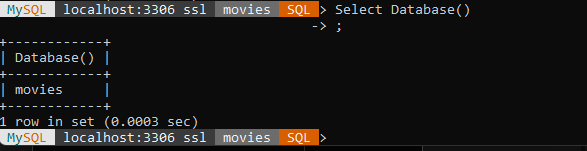 MySQL localhost:3306 ssl movies SQL > Select Database()
-> ;
+------------+
| Database() |
+------------+
| movies     |
+------------+
1 row in set (0.0003 sec)
MySQL localhost:3306 ssl movies SQL >